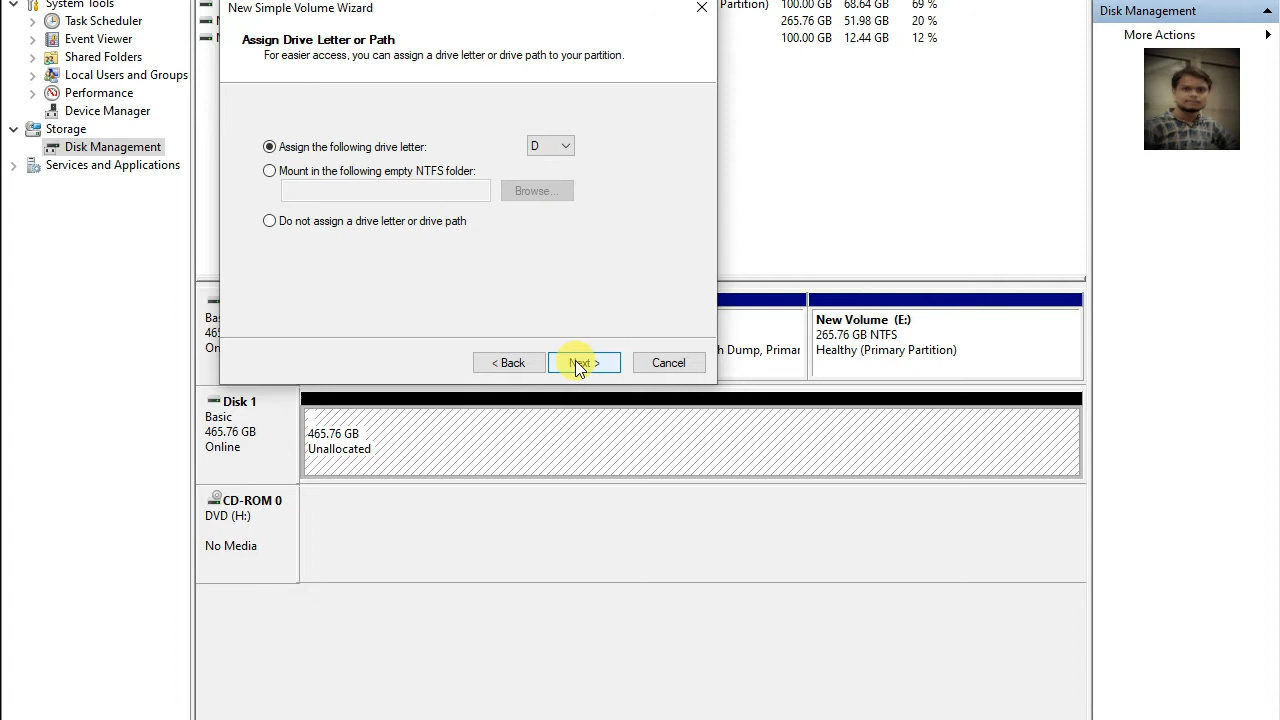 System Tools
Task Scheduler
Event Viewer
Shared Folders
Local Users and Groups
Performance
Device Manager
Storage
Disk Management
Services and Applications
New Simple Volume Wizard
Assign Drive Letter or Path
For easier access, you can assign a drive letter or drive path to your partition.
Assign the following drive letter:
D
Mount in the following empty NTFS folder:
Browse...
Do not assign a drive letter or drive path
< Back
Next >
Cancel
Partition) 100.00 GB 68.64 GB 69 %
265.76 GB 51.98 GB 20 %
100.00 GB 12.44 GB 12 %
Disk Management
More Actions
h Dump, Primar
New Volume (E:)
265.76 GB NTFS
Healthy (Primary Partition)
Disk 1
Basic
465.76 GB
Online
465.76 GB
Unallocated
CD-ROM 0
DVD (H:)
No Media